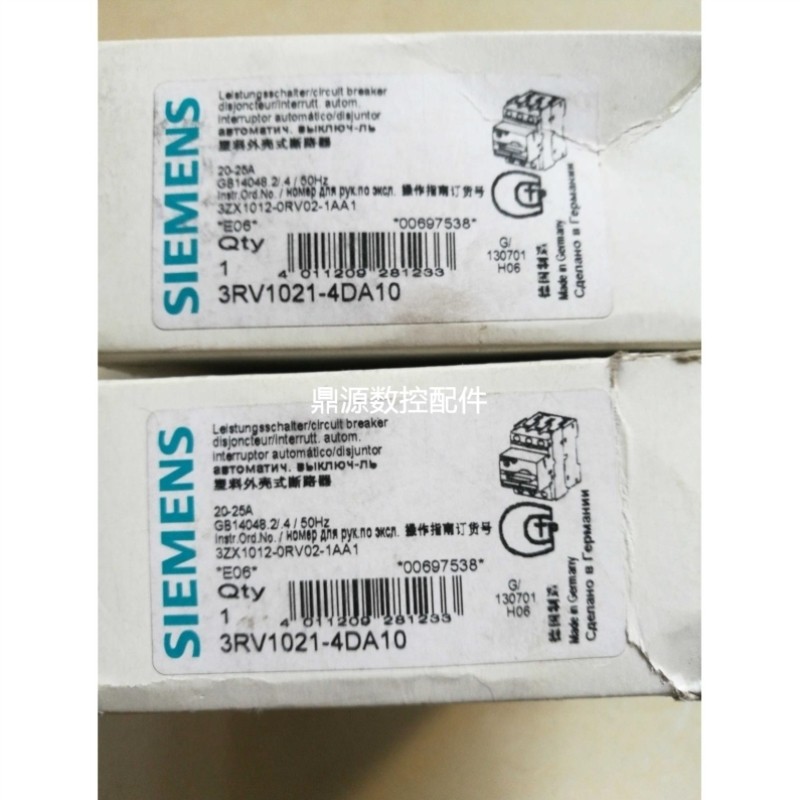 SIEMENS
Leistungsschalter/circuit breaker
disjoncteur/interrutt. autom.
interruptor automático/disjuntor
автоматич. выключ-ль
塑料外壳式断路器
20-25A
GB14048.2/.4 / 50Hz
Instr.Ord.No. / номер для рук.по эксл. 操作指南订货号
3ZX1012-0RV02-1AA1
*E06* *00697538*
Qty
1
4 011209 281233
3RV1021-4DA10
G/
130701
H06
德国制造
Made in Germany
Сделано в Германии
鼎源数控配件
SIEMENS
Leistungsschalter/circuit breaker
disjoncteur/interrutt. autom.
interruptor automático/disjuntor
автоматич. выключ-ль
塑料外壳式断路器
20-25A
GB14048.2/.4 / 50Hz
Instr.Ord.No. / номер для рук.по эксл. 操作指南订货号
3ZX1012-0RV02-1AA1
*E06* *00697538*
Qty
1
4 011209 281233
3RV1021-4DA10
G/
130701
H06
德国制造
Made in Germany
Сделано в Германии